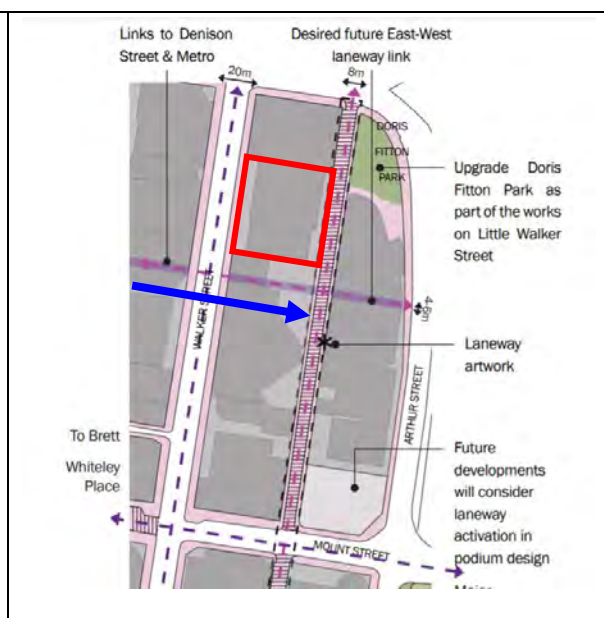 Links to Denison
Street & Metro
Desired future East-West
laneway link
20m
8m
DORIS
FITTON
PARK
Upgrade Doris
Fitton Park as
part of the works
on Little Walker
Street
WALKER STREET
4-6m
Laneway
artwork
ARTHUR STREET
To Brett
Whiteley
Place
Future
developments
will consider
laneway
activation in
podium design
MOUNT STREET